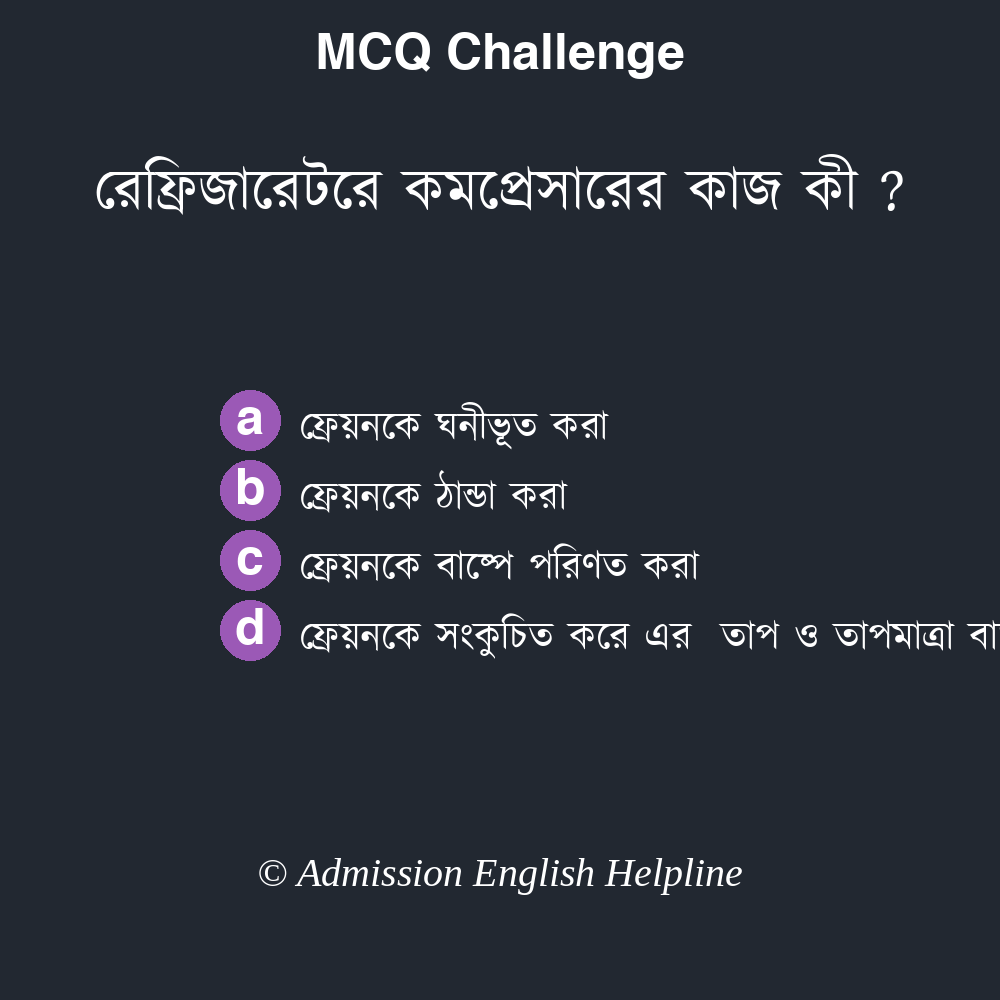 MCQ Challenge
রেফ্রিজারেটরে কমপ্রেসারের কাজ কী ?
a ফ্রেয়নকে ঘনীভূত করা
b ফ্রেয়নকে ঠান্ডা করা
c ফ্রেয়নকে বাষ্পে পরিণত করা
d ফ্রেয়নকে সংকুচিত করে এর তাপ ও তাপমাত্রা
© Admission English Helpline